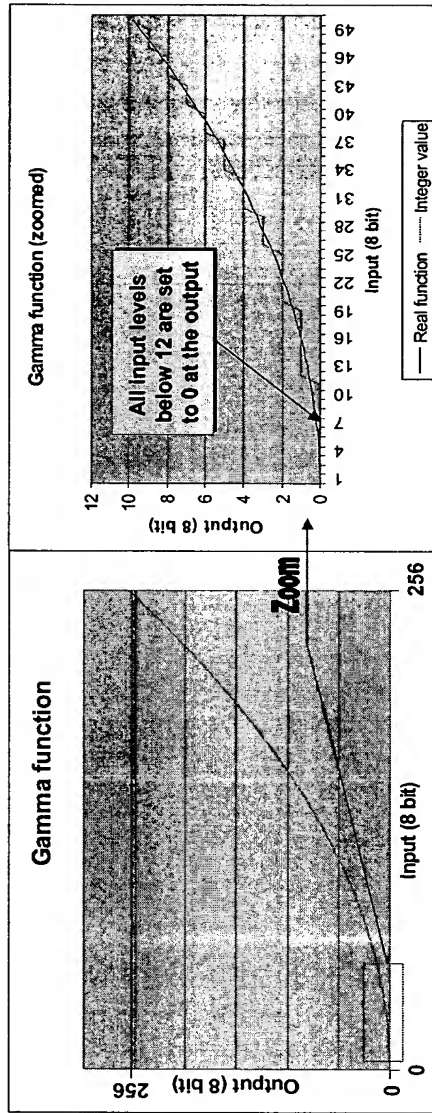 Gamma function
Output (8 bit)
256
0
0
256
Input (8 bit)
Zoom
Gamma function (zoomed)
Output (8 bit)
12
10
8
6
4
2
0
All Input levels
below 12 are set
to 0 at the output
1 4 7 10 13 16 19 22 25 28 31 34 37 40 43 46 49
Input (8 bit)
Real function Integer value